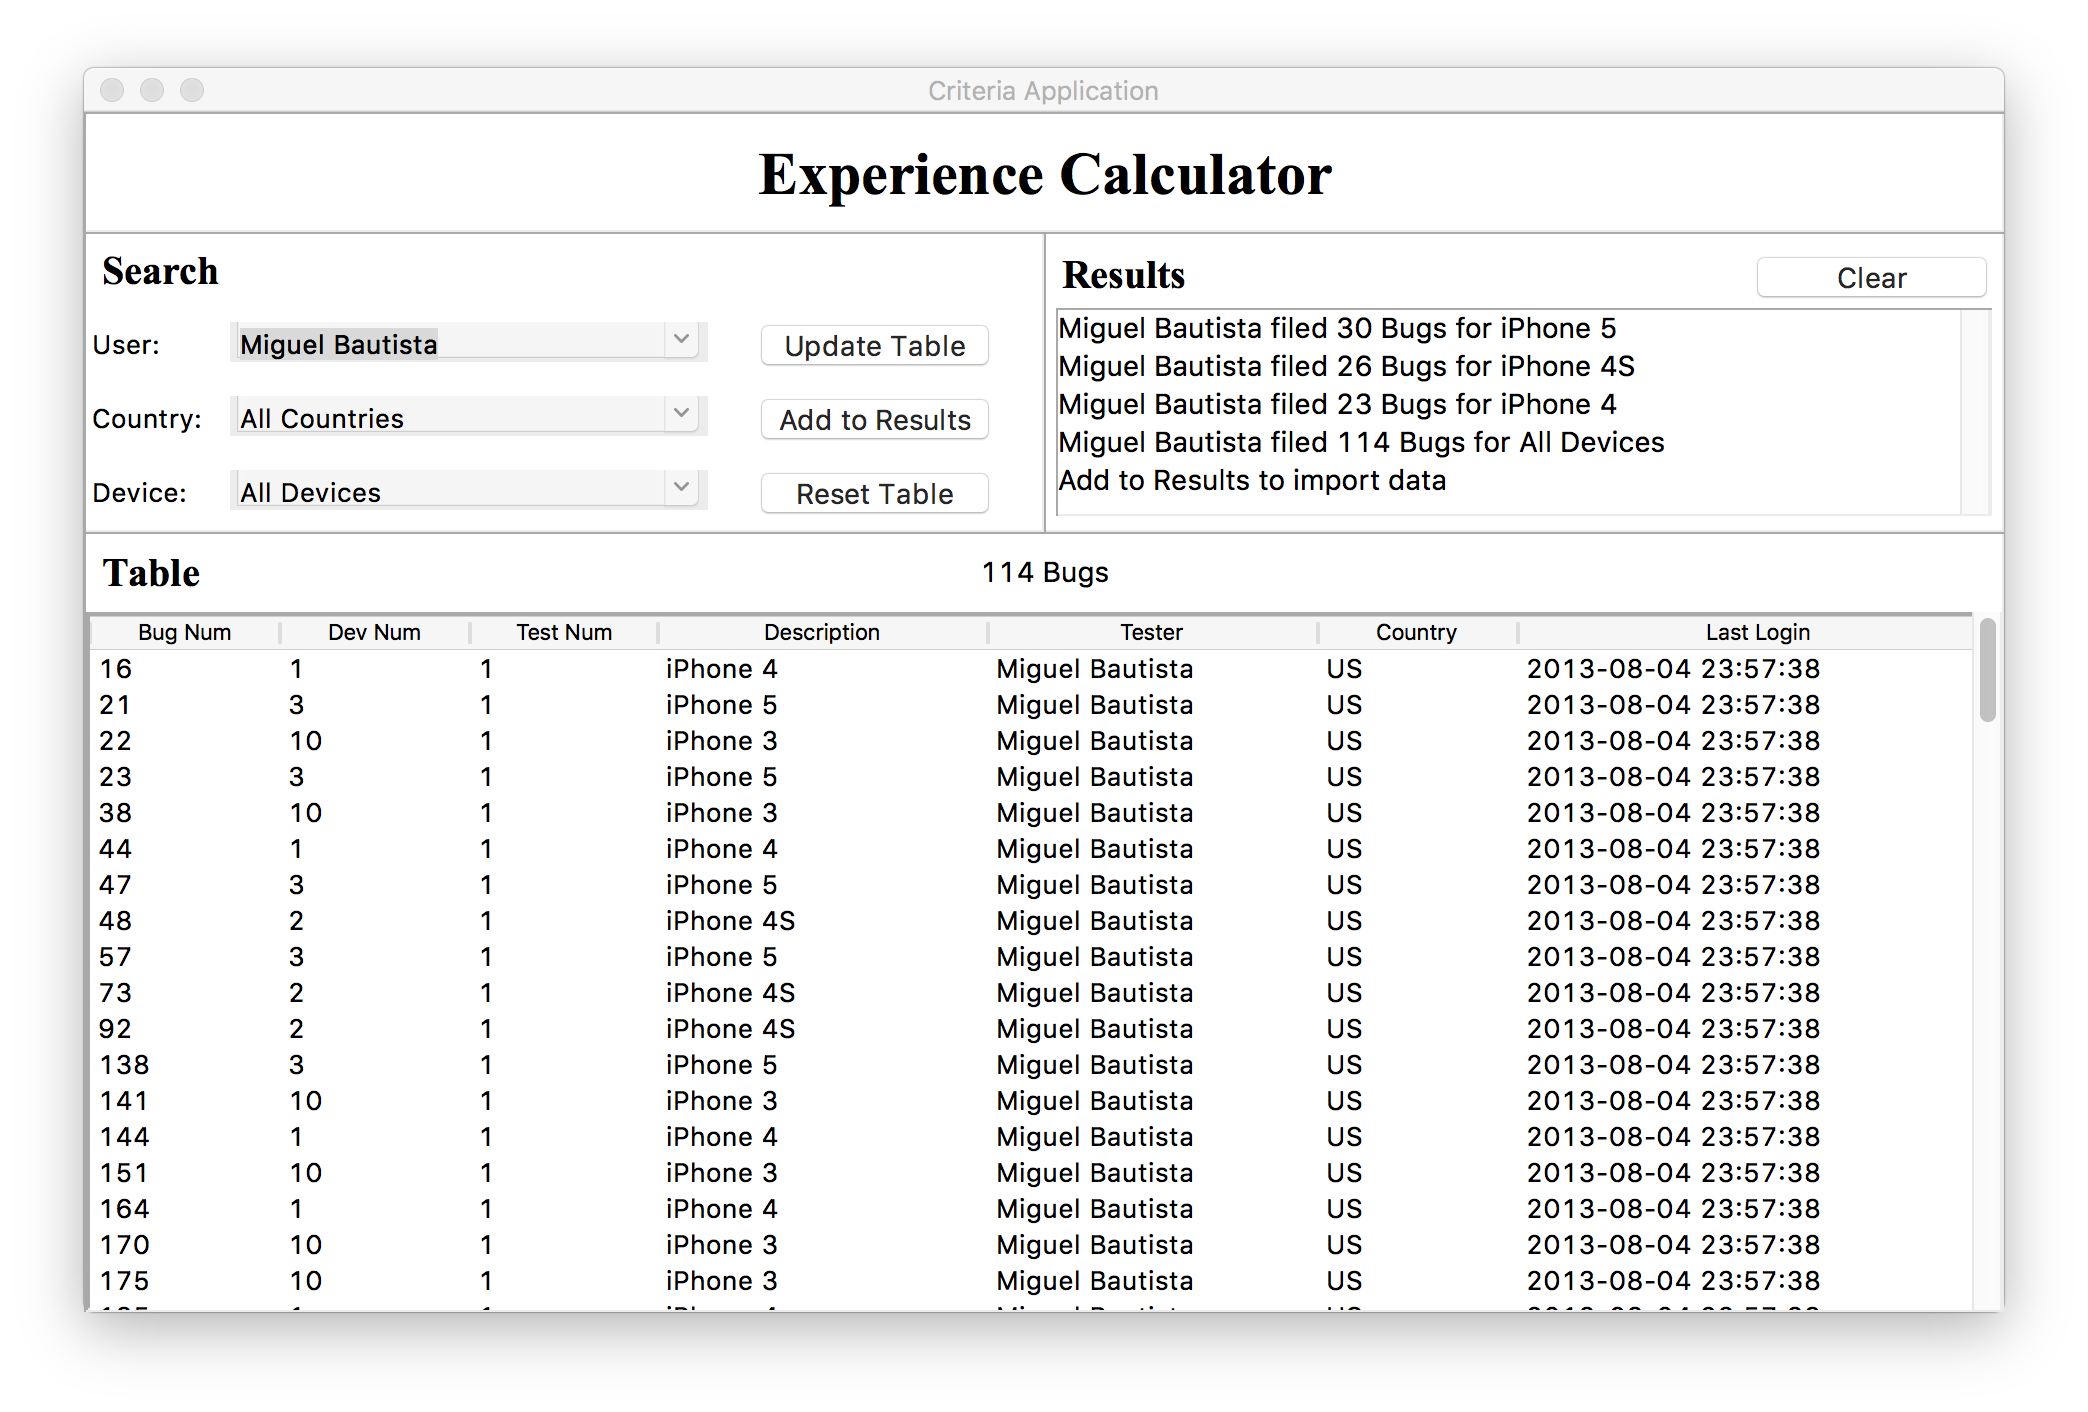 Criteria Application
Experience Calculator
Search
User: Miguel Bautista Update Table
Country: All Countries Add to Results
Device: All Devices Reset Table
Results Clear
Miguel Bautista filed 30 Bugs for iPhone 5
Miguel Bautista filed 26 Bugs for iPhone 4S
Miguel Bautista filed 23 Bugs for iPhone 4
Miguel Bautista filed 114 Bugs for All Devices
Add to Results to import data
Table 114 Bugs
Bug Num Dev Num Test Num Description Tester Country Last Login
16 1 1 iPhone 4 Miguel Bautista US 2013-08-04 23:57:38
21 3 1 iPhone 5 Miguel Bautista US 2013-08-04 23:57:38
22 10 1 iPhone 3 Miguel Bautista US 2013-08-04 23:57:38
23 3 1 iPhone 5 Miguel Bautista US 2013-08-04 23:57:38
38 10 1 iPhone 3 Miguel Bautista US 2013-08-04 23:57:38
44 1 1 iPhone 4 Miguel Bautista US 2013-08-04 23:57:38
47 3 1 iPhone 5 Miguel Bautista US 2013-08-04 23:57:38
48 2 1 iPhone 4S Miguel Bautista US 2013-08-04 23:57:38
57 3 1 iPhone 5 Miguel Bautista US 2013-08-04 23:57:38
73 2 1 iPhone 4S Miguel Bautista US 2013-08-04 23:57:38
92 2 1 iPhone 4S Miguel Bautista US 2013-08-04 23:57:38
138 3 1 iPhone 5 Miguel Bautista US 2013-08-04 23:57:38
141 10 1 iPhone 3 Miguel Bautista US 2013-08-04 23:57:38
144 1 1 iPhone 4 Miguel Bautista US 2013-08-04 23:57:38
151 10 1 iPhone 3 Miguel Bautista US 2013-08-04 23:57:38
164 1 1 iPhone 4 Miguel Bautista US 2013-08-04 23:57:38
170 10 1 iPhone 3 Miguel Bautista US 2013-08-04 23:57:38
175 10 1 iPhone 3 Miguel Bautista US 2013-08-04 23:57:38